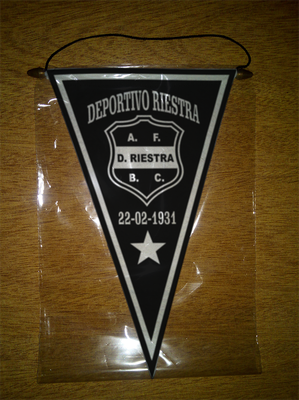 DEPORTIVO RIESTRA
A. F.
D. RIESTRA
B. C.
22-02-1931